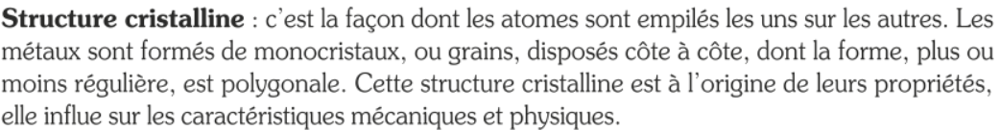 Structure cristalline : c'est la façon dont les atomes sont empilés les uns sur les autres. Les
métaux sont formés de monocristaux, ou grains, disposés côte à côte, dont la forme, plus ou
moins régulière, est polygonale. Cette structure cristalline est à l'origine de leurs propriétés,
elle influe sur les caractéristiques mécaniques et physiques.